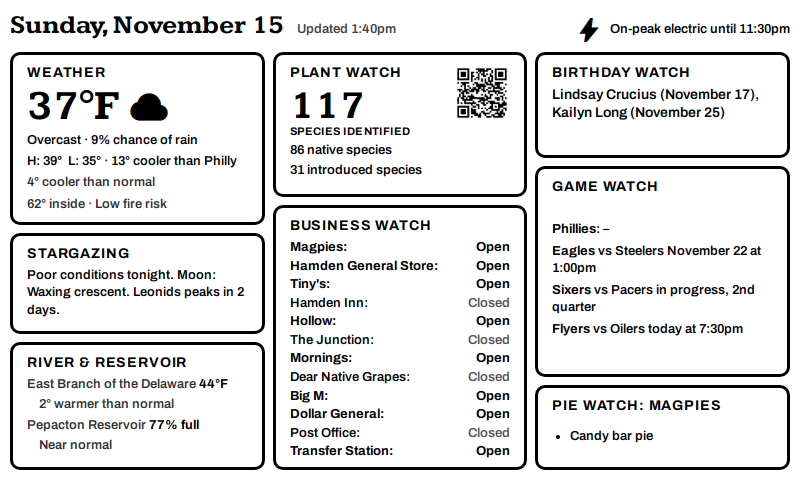 Sunday, November 15 Updated 1:40pm
On-peak electric until 11:30pm
WEATHER
37°F
Overcast · 9% chance of rain
H: 39° L: 35° · 13° cooler than Philly
4° cooler than normal
62° inside · Low fire risk
STARGAZING
Poor conditions tonight. Moon:
Waxing crescent. Leonids peaks in 2
days.
RIVER & RESERVOIR
East Branch of the Delaware 44°F
2° warmer than normal
Pepacton Reservoir 77% full
Near normal
PLANT WATCH
117
SPECIES IDENTIFIED
86 native species
31 introduced species
BUSINESS WATCH
Magpies: Open
Hamden General Store: Open
Tiny's: Open
Hamden Inn: Closed
Hollow: Open
The Junction: Closed
Mornings: Open
Dear Native Grapes: Closed
Big M: Open
Dollar General: Open
Post Office: Closed
Transfer Station: Open
BIRTHDAY WATCH
Lindsay Crucius (November 17),
Kailyn Long (November 25)
GAME WATCH
Phillies: –
Eagles vs Steelers November 22 at
1:00pm
Sixers vs Pacers in progress, 2nd
quarter
Flyers vs Oilers today at 7:30pm
PIE WATCH: MAGPIES
• Candy bar pie